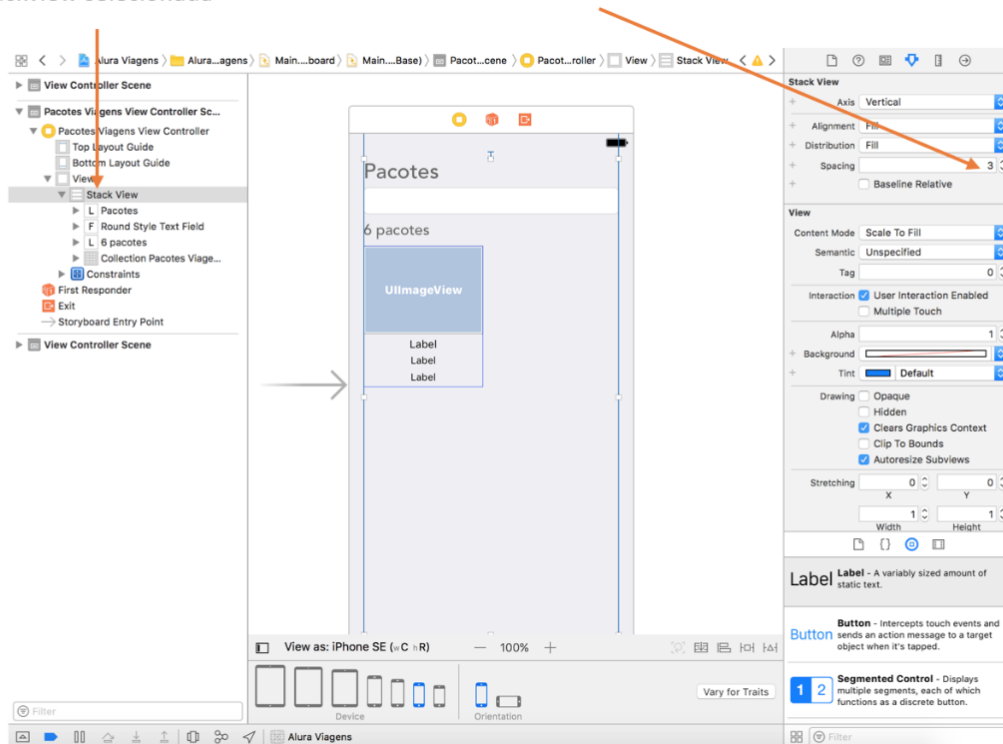 selecionada
Alura Viagens
Alura...agens
Main....board
Main....Base)
Pacot...cene
Pacot...roller
View
Stack View
View Controller Scene
Pacotes Viagens View Controller Sc...
Pacotes Viagens View Controller
Top Layout Guide
Bottom Layout Guide
View
Stack View
L Pacotes
F Round Style Text Field
L 6 pacotes
Collection Pacotes Viage...
Constraints
First Responder
Exit
Storyboard Entry Point
View Controller Scene
Filter
Pacotes
6 pacotes
UIImageView
Label
Label
Label
View as: iPhone SE (wC hR)
100%
Device
Orientation
Vary for Traits
Alura Viagens
Stack View
Axis Vertical
Alignment Fill
Distribution Fill
Spacing 3
Baseline Relative
View
Content Mode Scale To Fill
Semantic Unspecified
Tag 0
Interaction User Interaction Enabled
Multiple Touch
Alpha 1
Background
Tint Default
Drawing Opaque
Hidden
Clears Graphics Context
Clip To Bounds
Autoresize Subviews
Stretching 0 0
X Y
1 1
Width Height
Label Label - A variably sized amount of
static text.
Button - Intercepts touch events and
Button sends an action message to a target
object when it's tapped.
Segmented Control - Displays
1 2 multiple segments, each of which
functions as a discrete button.
Filter